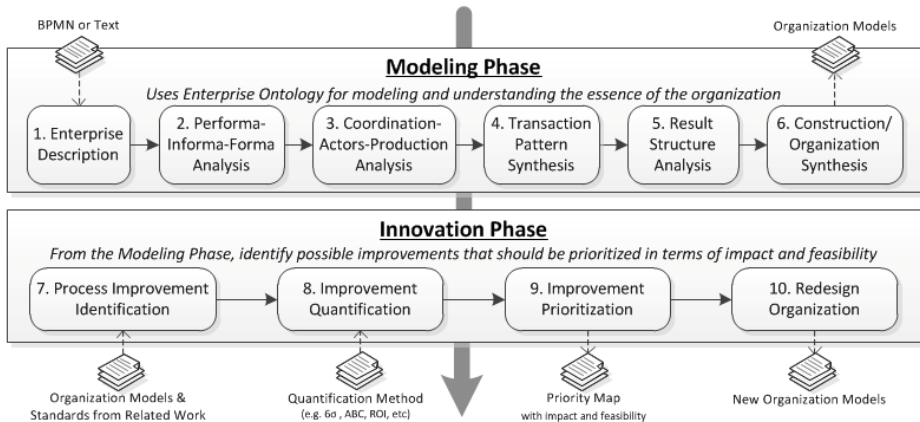 BPMN or Text
Organization Models
Modeling Phase
Uses Enterprise Ontology for modeling and understanding the essence of the organization
1. Enterprise
Description
2. Performa-
Informa-Forma
Analysis
3. Coordination-
Actors-Production
Analysis
4. Transaction
Pattern
Synthesis
5. Result
Structure
Analysis
6. Construction/
Organization
Synthesis
Innovation Phase
From the Modeling Phase, identify possible improvements that should be prioritized in terms of impact and feasibility
7. Process Improvement
Identification
8. Improvement
Quantification
9. Improvement
Prioritization
10. Redesign
Organization
Organization Models &
Standards from Related Work
Quantification Method
(e.g. 6σ , ABC, ROI, etc)
Priority Map
with impact and feasibility
New Organization Models